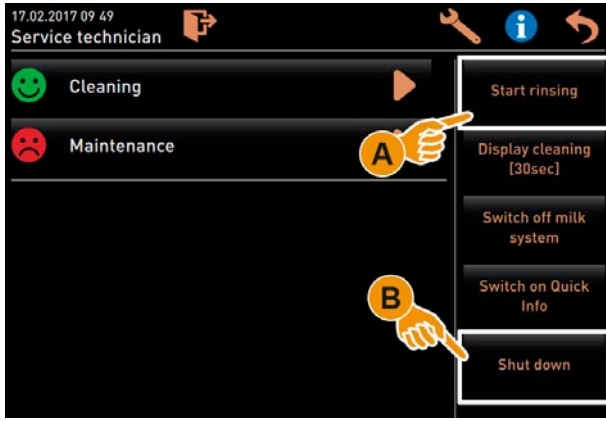 17.02.2017 09 49
Service technician
i
Cleaning
Maintenance
A
Start rinsing
Display cleaning
[30sec]
Switch off milk
system
Switch on Quick
Info
B
Shut down